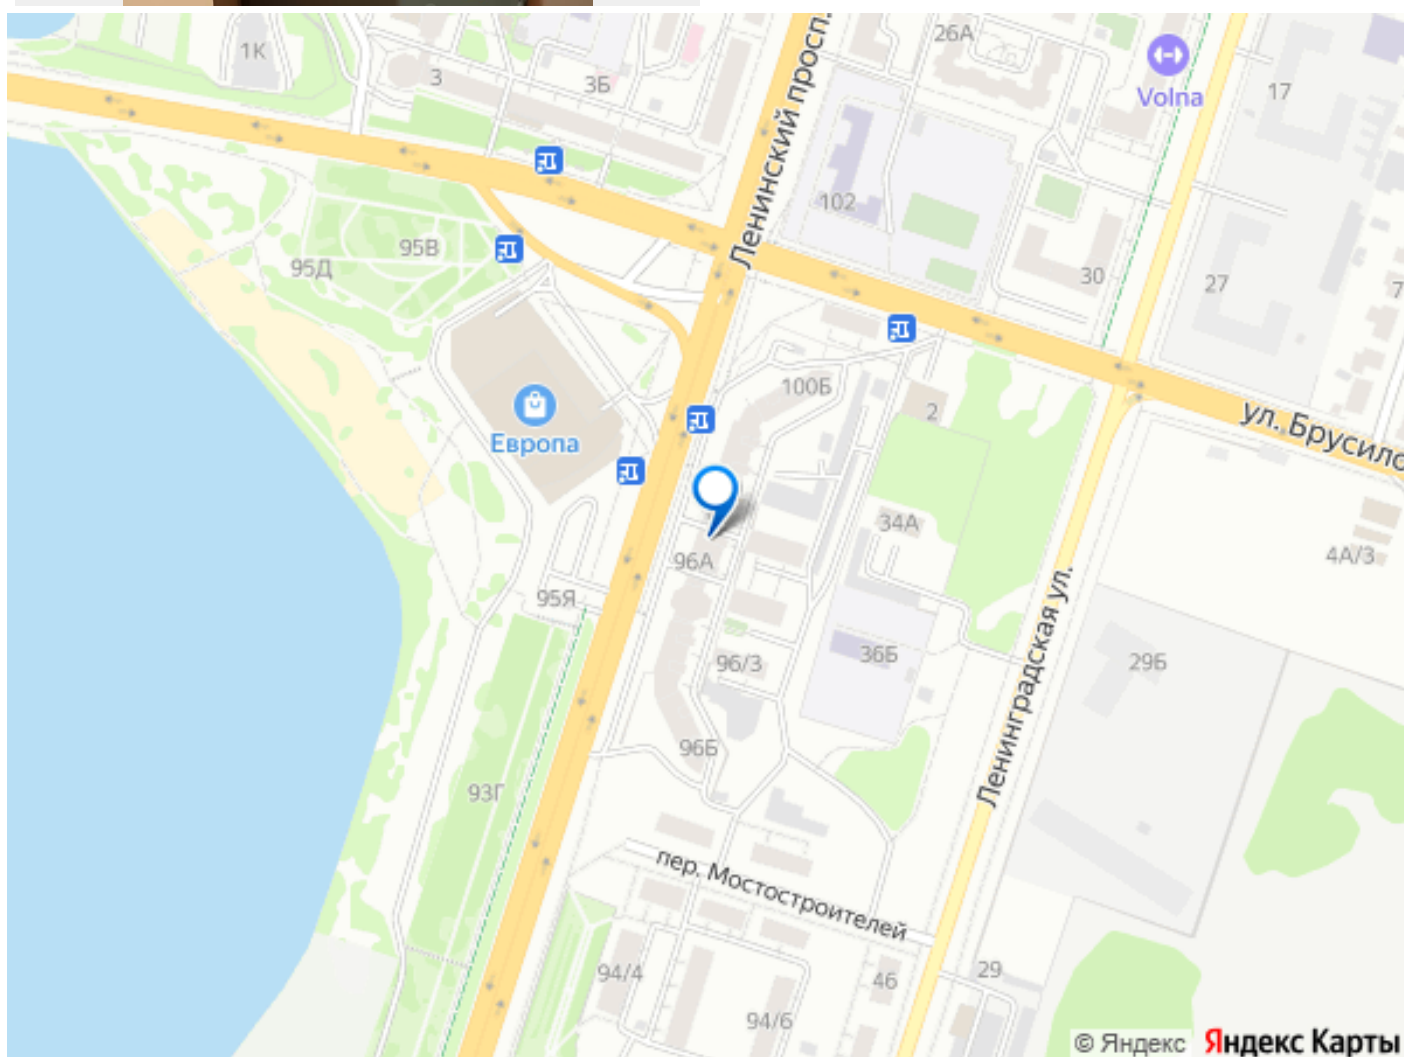 1К
3
3Б
26А
Volna
17
Ленинский просп.
102
95В
95Д
30
27
7
100Б
2
Европа
ул. Брусило
34А
4А/3
96А
95Я
96/3
36Б
29Б
Ленинградская ул.
96Б
93Г
пер. Мостостроителей
94/4
46
29
94/6
© Яндекс Яндекс Карты